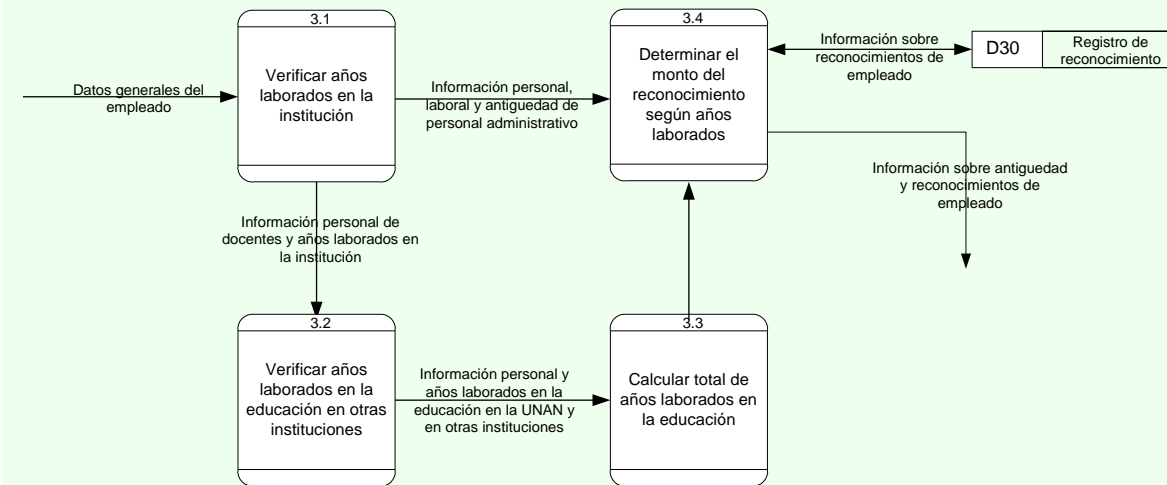 3.1
Verificar años
laborados en la
institución
Datos generales del
empleado
Información personal,
laboral y antiguedad de
personal administrativo
3.4
Determinar el
monto del
reconocimiento
según años
laborados
Información sobre
reconocimientos de
empleado
D30
Registro de
reconocimiento
Información sobre antiguedad
y reconocimientos de
empleado
Información personal de
docentes y años laborados en
la institución
3.2
Verificar años
laborados en la
educación en otras
instituciones
Información personal y
años laborados en la
educación en la UNAN y
en otras instituciones
3.3
Calcular total de
años laborados en
la educación